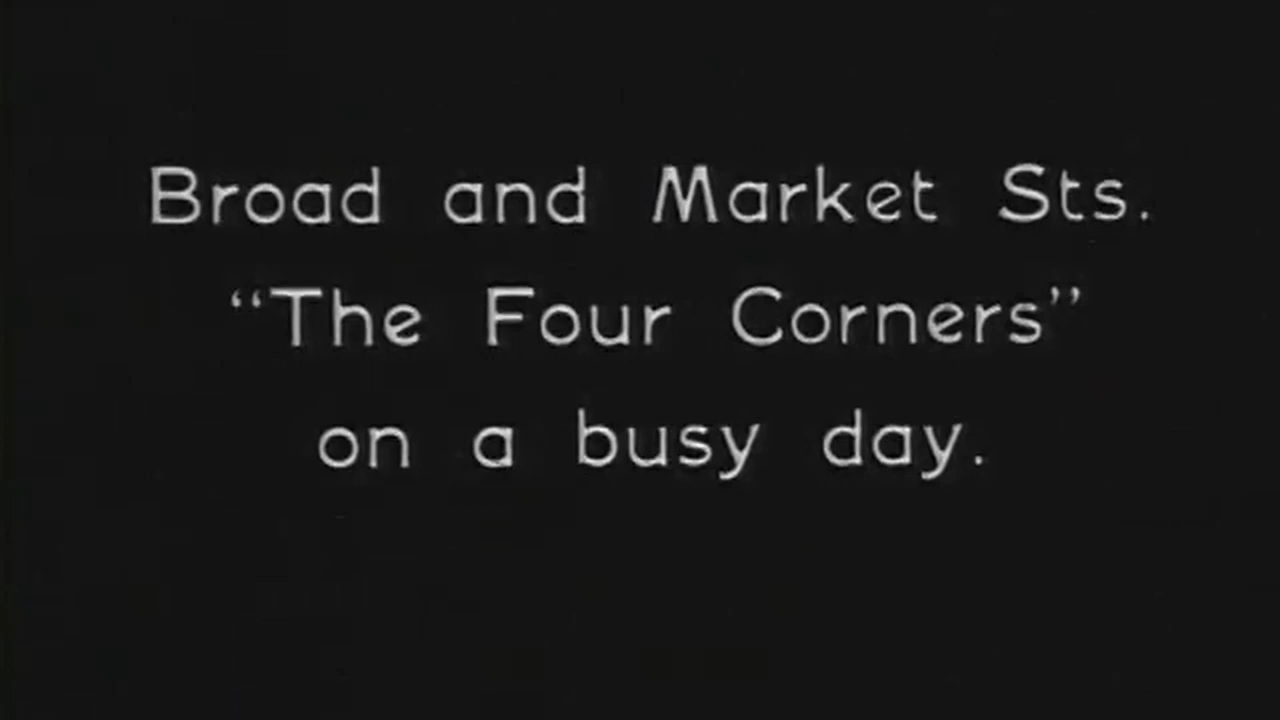 Broad and Market Sts.
“The Four Corners”
on a busy day.